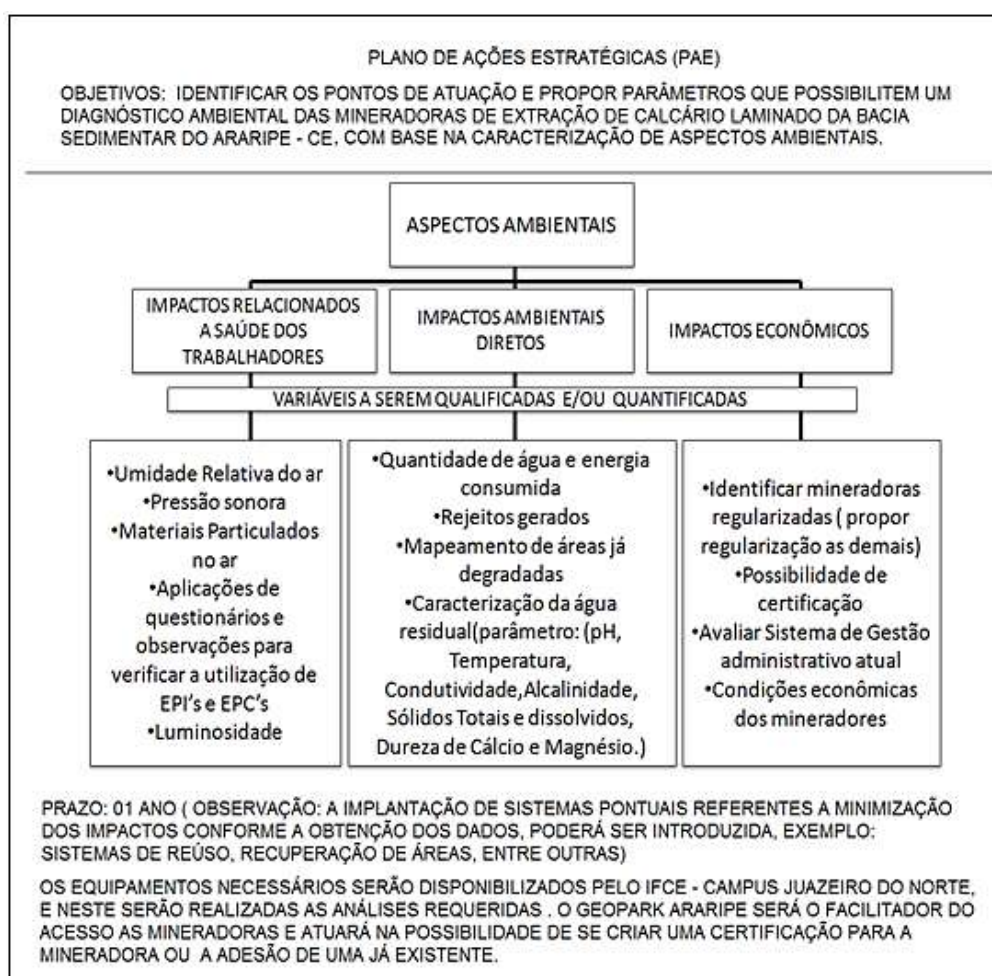 PLANO DE AÇÕES ESTRATÉGICAS (PAE)
OBJETIVOS: IDENTIFICAR OS PONTOS DE ATUAÇÃO E PROPOR PARÂMETROS QUE POSSIBILITEM UM
DIAGNÓSTICO AMBIENTAL DAS MINERADORAS DE EXTRAÇÃO DE CALCÁRIO LAMINADO DA BACIA
SEDIMENTAR DO ARARIPE - CE, COM BASE NA CARACTERIZAÇÃO DE ASPECTOS AMBIENTAIS.
ASPECTOS AMBIENTAIS
IMPACTOS RELACIONADOS
A SAÚDE DOS
TRABALHADORES
IMPACTOS AMBIENTAIS
DIRETOS
IMPACTOS ECONÔMICOS
VARIÁVEIS A SEREM QUALIFICADAS E/OU QUANTIFICADAS
•Umidade Relativa do ar
•Pressão sonora
•Materiais Particulados
no ar
•Aplicações de
questionários e
observações para
verificar a utilização de
EPI's e EPC's
•Luminosidade
•Quantidade de água e energia
consumida
•Rejeitos gerados
•Mapeamento de áreas já
degradadas
•Caracterização da água
residual(parâmetro: (pH,
Temperatura,
Condutividade,Alcalinidade,
Sólidos Totais e dissolvidos,
Dureza de Cálcio e Magnésio.)
•Identificar mineradoras
regularizadas ( propor
regularização as demais)
•Possibilidade de
certificação
•Avaliar Sistema de Gestão
administrativo atual
•Condições econômicas
dos mineradores
PRAZO: 01 ANO ( OBSERVAÇÃO: A IMPLANTAÇÃO DE SISTEMAS PONTUAIS REFERENTES A MINIMIZAÇÃO
DOS IMPACTOS CONFORME A OBTENÇÃO DOS DADOS, PODERÁ SER INTRODUZIDA, EXEMPLO:
SISTEMAS DE REÚSO, RECUPERAÇÃO DE ÁREAS, ENTRE OUTRAS)
OS EQUIPAMENTOS NECESSÁRIOS SERÃO DISPONIBILIZADOS PELO IFCE - CAMPUS JUAZEIRO DO NORTE,
E NESTE SERÃO REALIZADAS AS ANÁLISES REQUERIDAS . O GEOPARK ARARIPE SERÁ O FACILITADOR DO
ACESSO AS MINERADORAS E ATUARÁ NA POSSIBILIDADE DE SE CRIAR UMA CERTIFICAÇÃO PARA A
MINERADORA OU A ADESÃO DE UMA JÁ EXISTENTE.